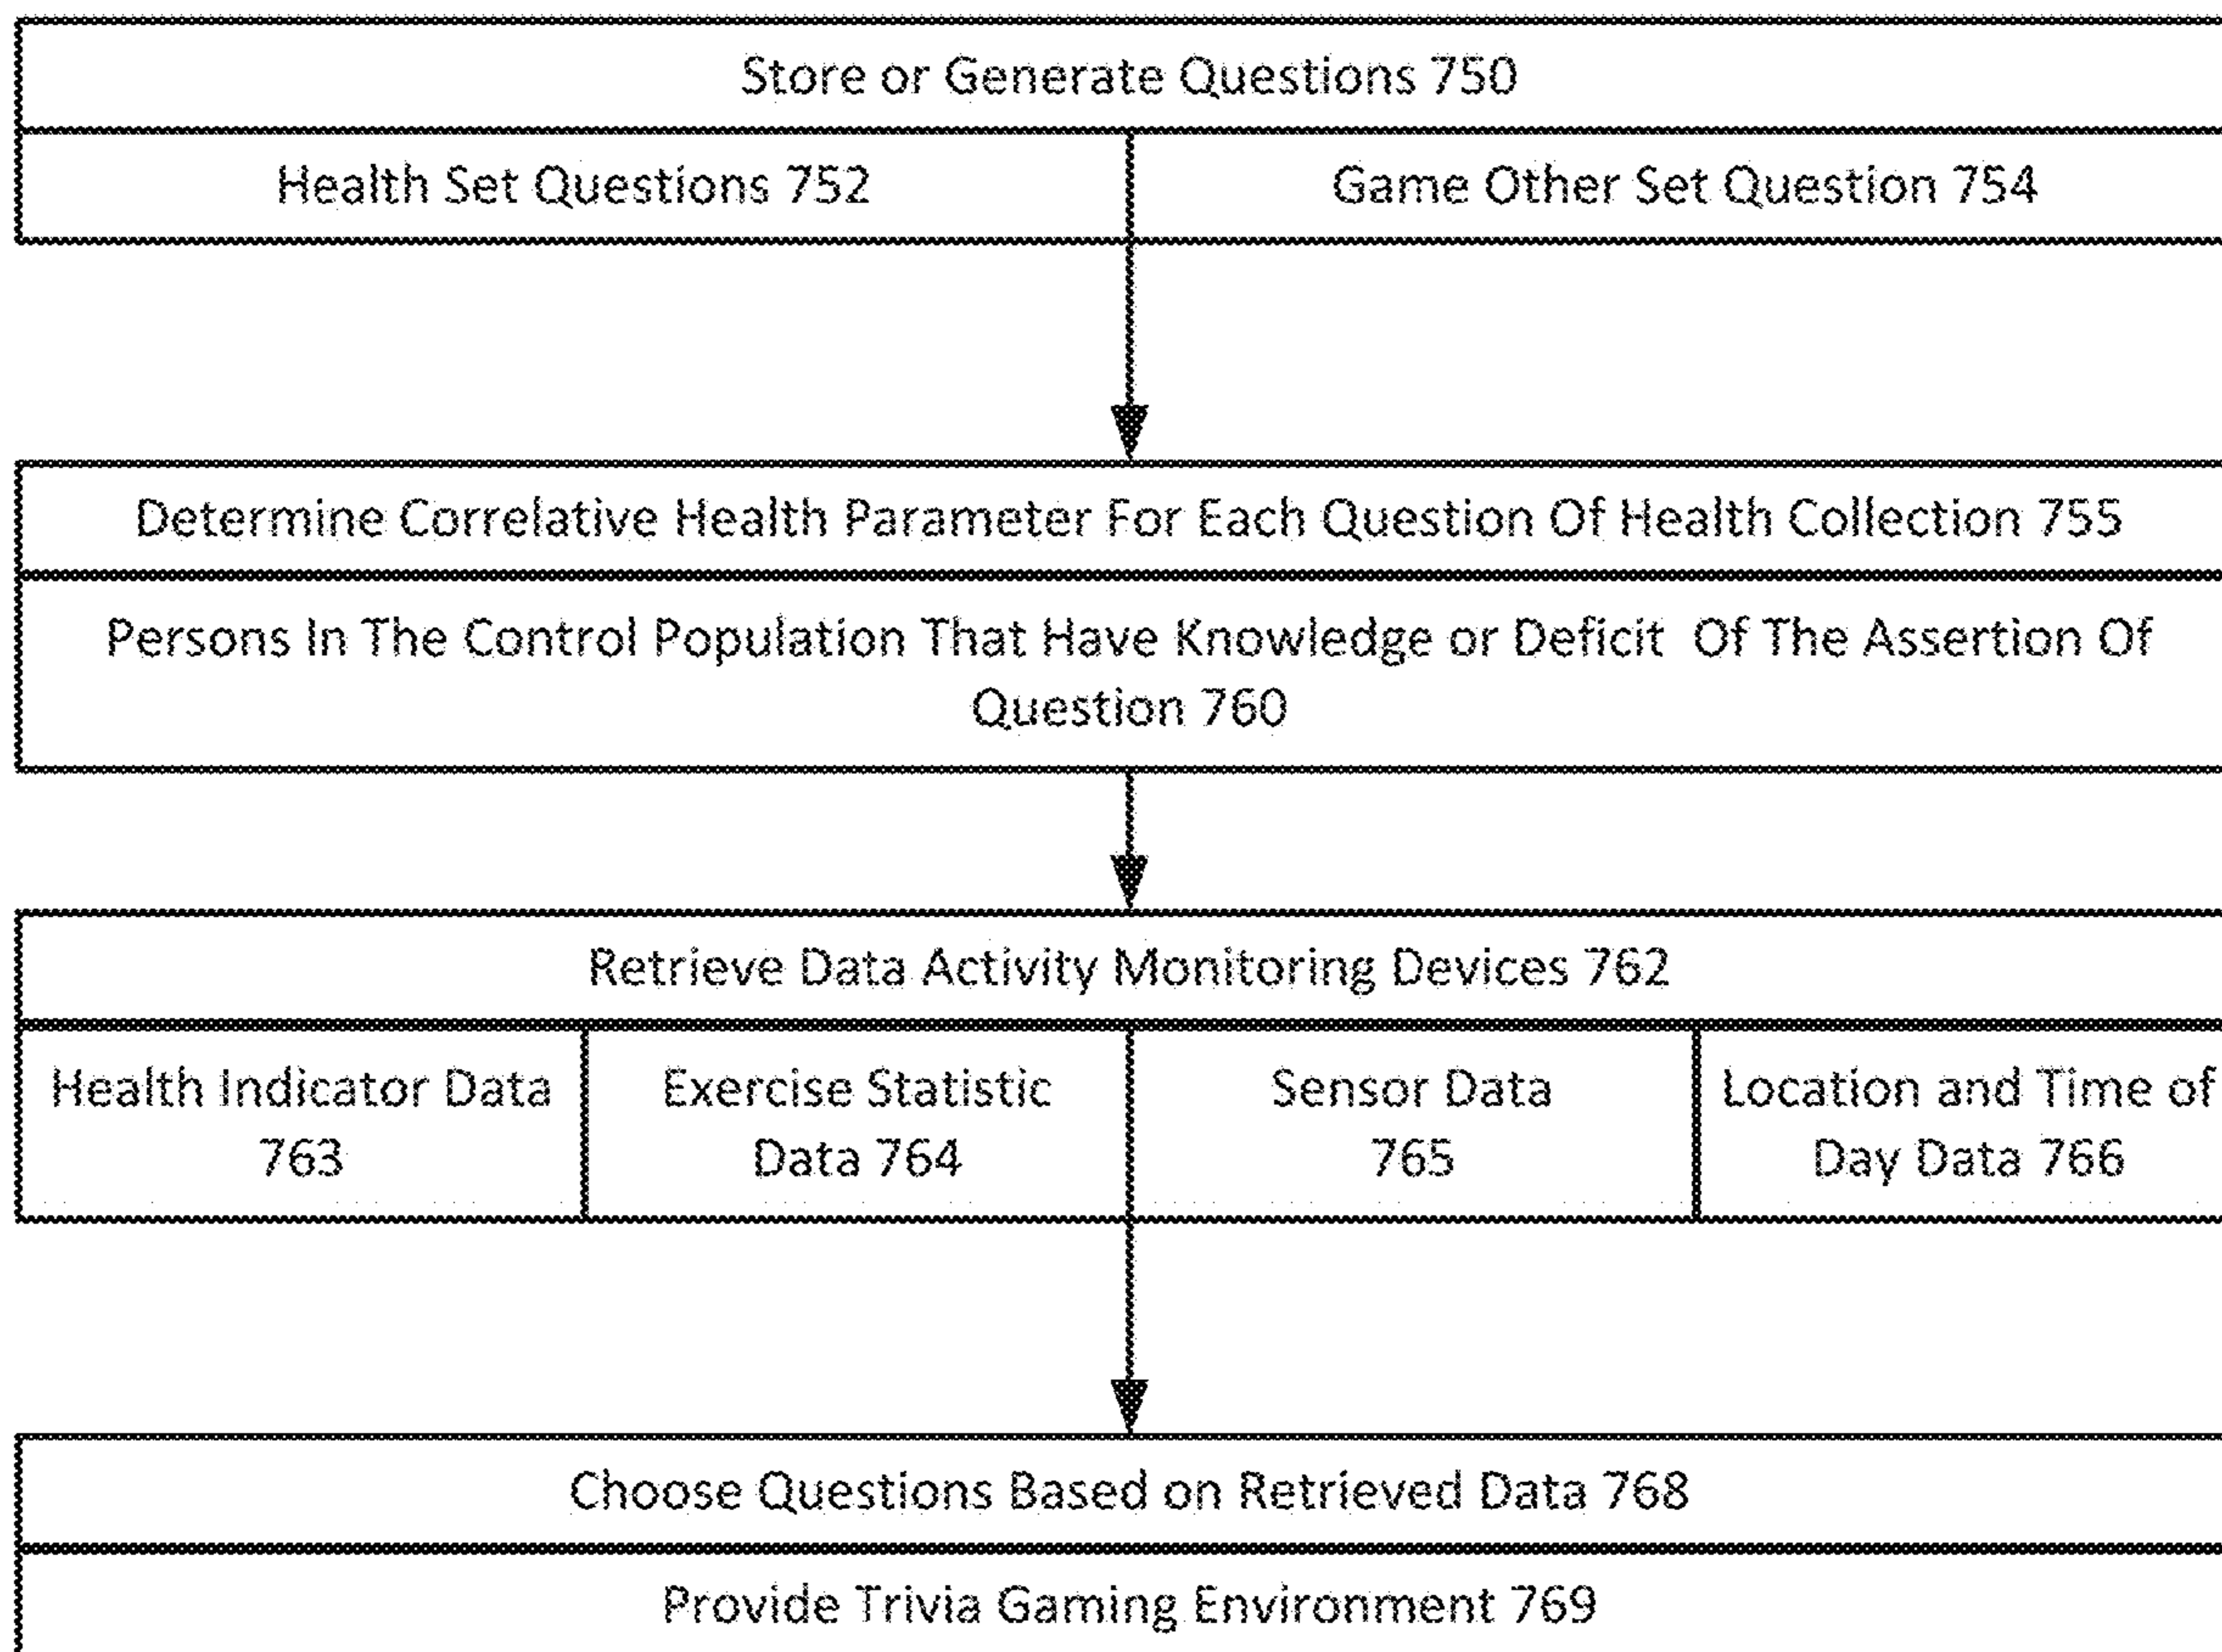 Store or Generate Questions 750
Health Set Questions 752
Game Other Set Question 754
Determine Correlative Health Parameter For Each Question Of Health Collection 755
Persons In The Control Population That Have Knowledge or Deficit Of The Assertion Of
Question 760
Retrieve Data Activity Monitoring Devices 762
Health Indicator Data
763
Exercise Statistic
Data 764
Sensor Data
765
Location and Time of
Day Data 766
Choose Questions Based on Retrieved Data 768
Provide Trivia Gaming Environment 769